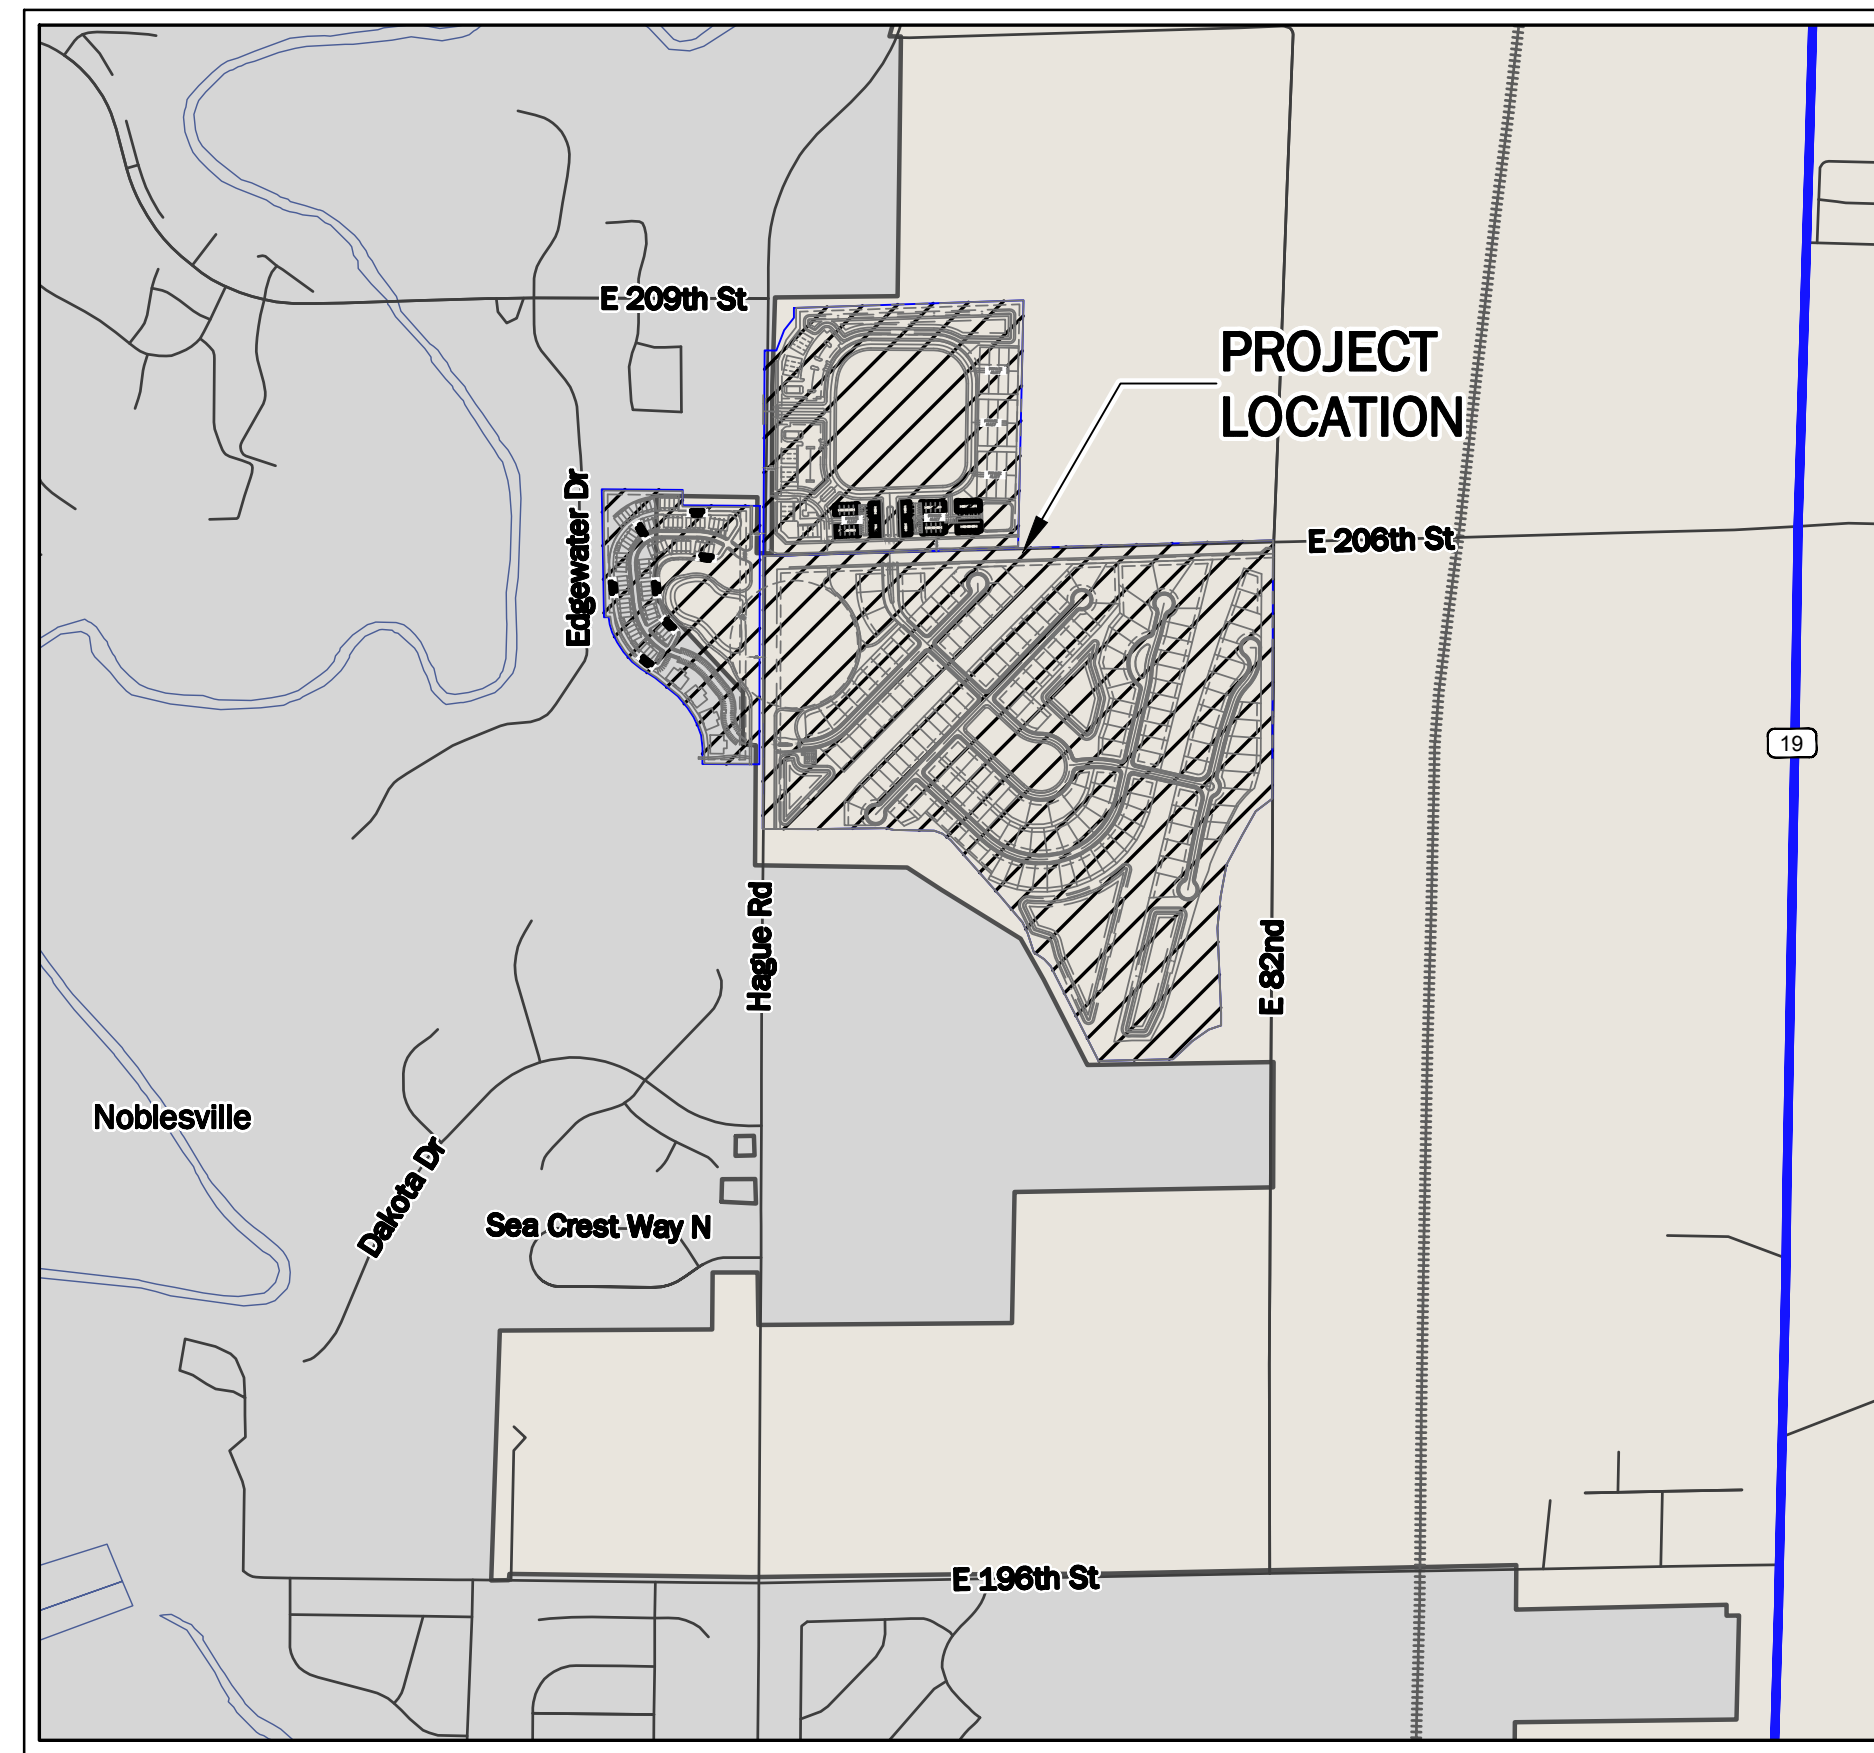 E 209th St
PROJECT
LOCATION
Edgewater Dr
E 206th St
19
Hague Rd
E 82nd
Noblesville
Dakota Dr
Sea Crest Way N
E 196th St